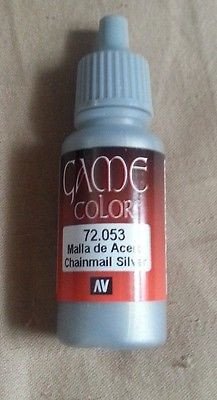 GAME
COLOR
72.053
Malla de Acero
Chainmail Silver
AV